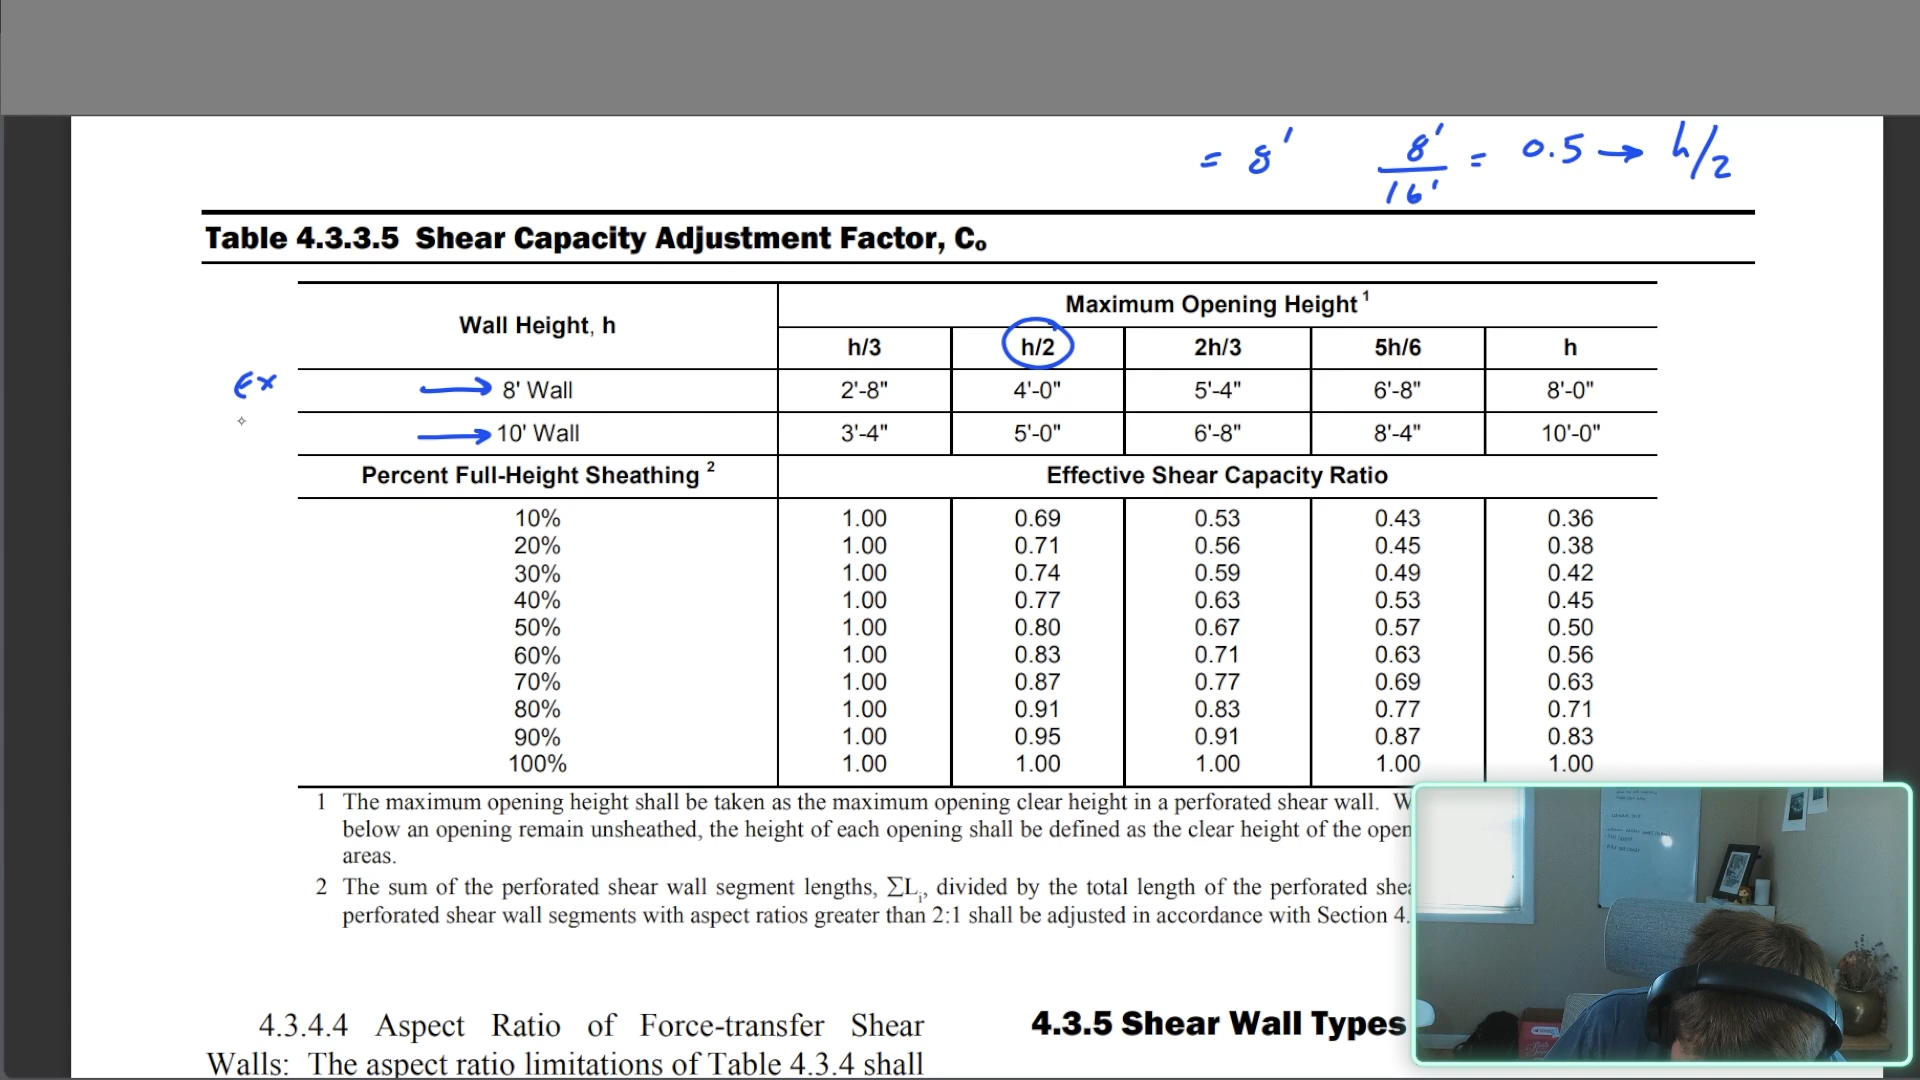 = 8' 8'/16' = 0.5 → h/2
Table 4.3.3.5 Shear Capacity Adjustment Factor, Co
Wall Height, h Maximum Opening Height 1
h/3 h/2 2h/3 5h/6 h
Ex → 8' Wall 2'-8" 4'-0" 5'-4" 6'-8" 8'-0"
→ 10' Wall 3'-4" 5'-0" 6'-8" 8'-4" 10'-0"
Percent Full-Height Sheathing 2 Effective Shear Capacity Ratio
10% 1.00 0.69 0.53 0.43 0.36
20% 1.00 0.71 0.56 0.45 0.38
30% 1.00 0.74 0.59 0.49 0.42
40% 1.00 0.77 0.63 0.53 0.45
50% 1.00 0.80 0.67 0.57 0.50
60% 1.00 0.83 0.71 0.63 0.56
70% 1.00 0.87 0.77 0.69 0.63
80% 1.00 0.91 0.83 0.77 0.71
90% 1.00 0.95 0.91 0.87 0.83
100% 1.00 1.00 1.00 1.00 1.00
1 The maximum opening height shall be taken as the maximum opening clear height in a perforated shear wall. W
below an opening remain unsheathed, the height of each opening shall be defined as the clear height of the open
areas.
2 The sum of the perforated shear wall segment lengths, ∑Li, divided by the total length of the perforated shea
perforated shear wall segments with aspect ratios greater than 2:1 shall be adjusted in accordance with Section 4.
4.3.4.4 Aspect Ratio of Force-transfer Shear
Walls: The aspect ratio limitations of Table 4.3.4 shall
4.3.5 Shear Wall Types